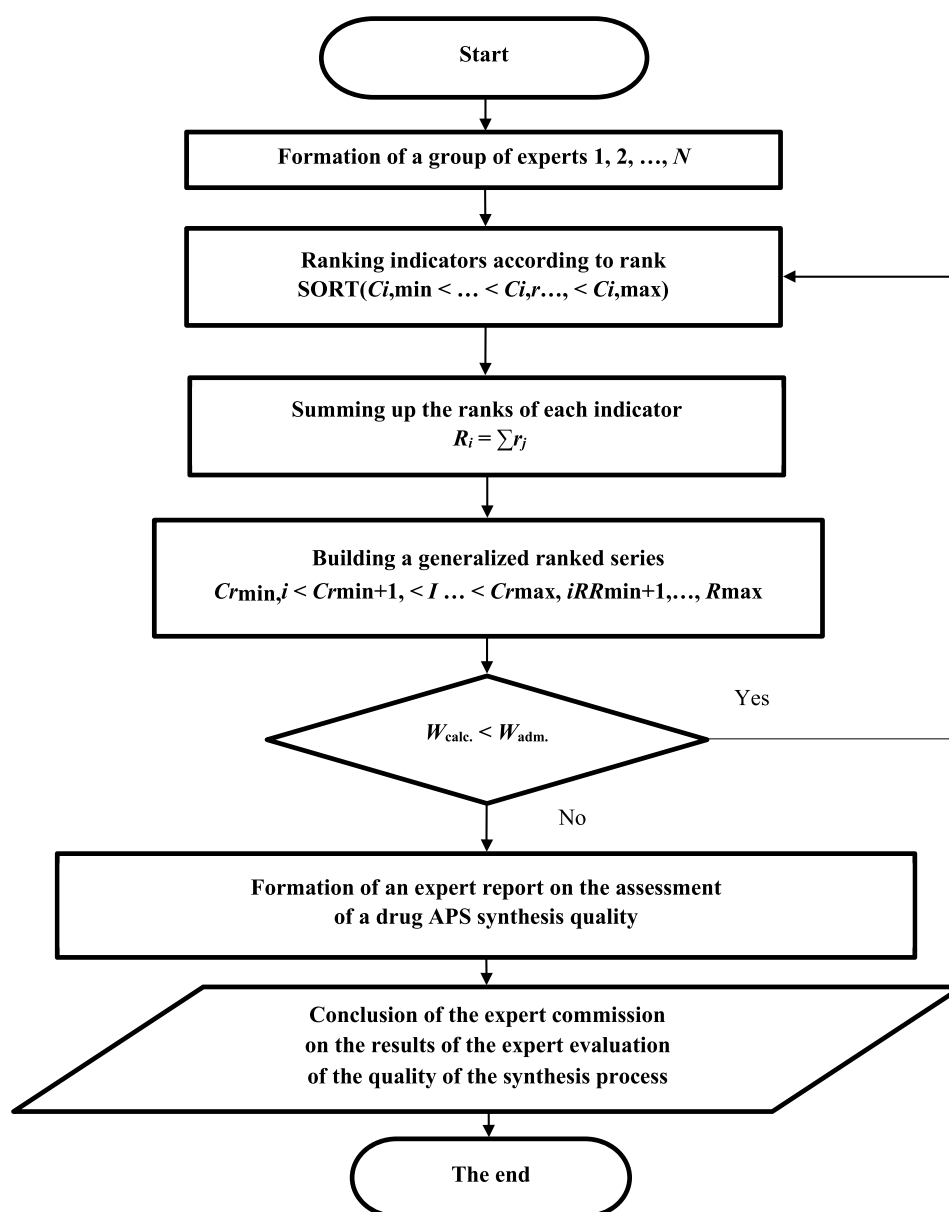 Start
Formation of a group of experts 1, 2, …, N
Ranking indicators according to rank
SORT(Ci,min < … < Ci,r…, < Ci,max)
Summing up the ranks of each indicator
Rᵢ = ∑rⱼ
Building a generalized ranked series
Crmin,i < Crmin+1, < I … < Crmax, iRRmin+1,…, Rmax
Yes
Wcalc. < Wadm.
No
Formation of an expert report on the assessment
of a drug APS synthesis quality
Conclusion of the expert commission
on the results of the expert evaluation
of the quality of the synthesis process
The end